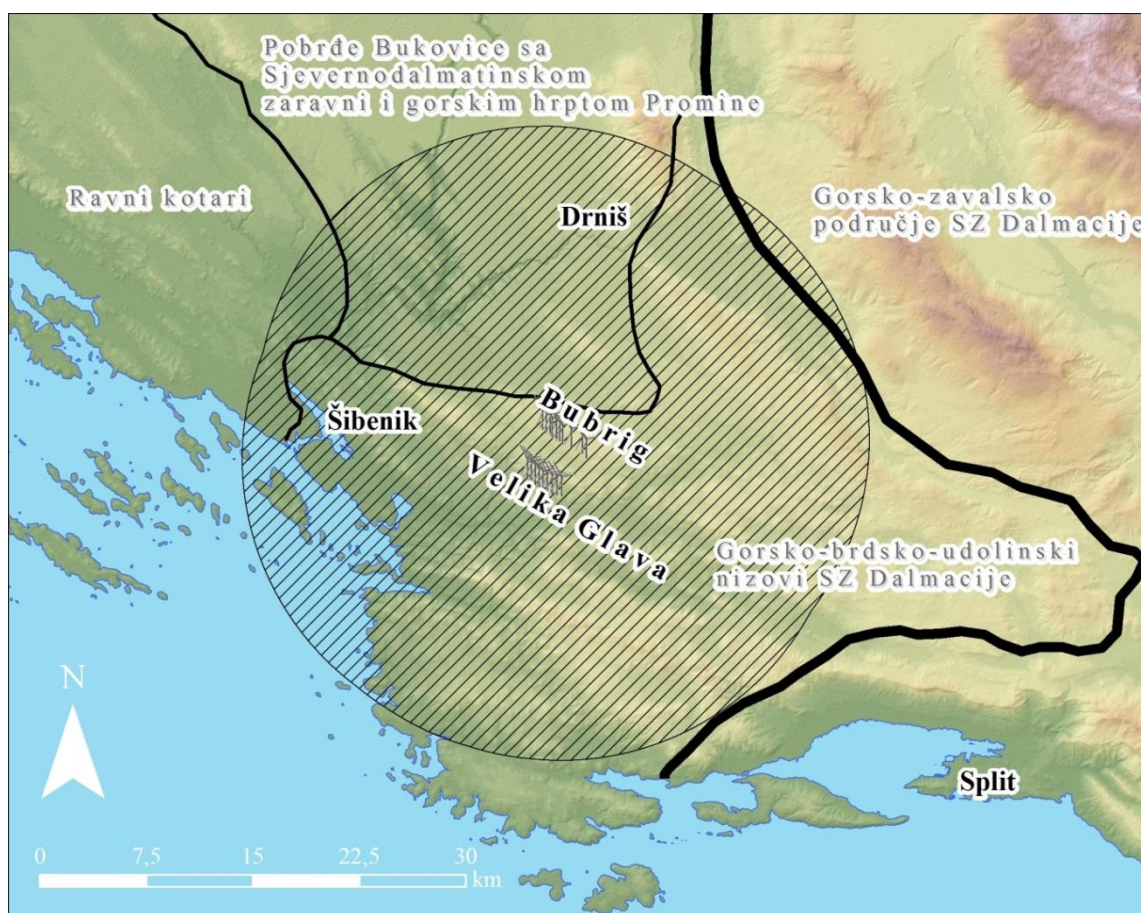 Pobrđe Bukovice sa
Sjevernodalmatinskom
zaravni i gorskim hrptom Promine
Ravni kotari
Drniš
Gorsko-zavalsko
područje SZ Dalmacije
Šibenik
Bubrig
Velika Glava
Gorsko-brdsko-udolinski
nizovi SZ Dalmacije
N
Split
0 7,5 15 22,5 30
km